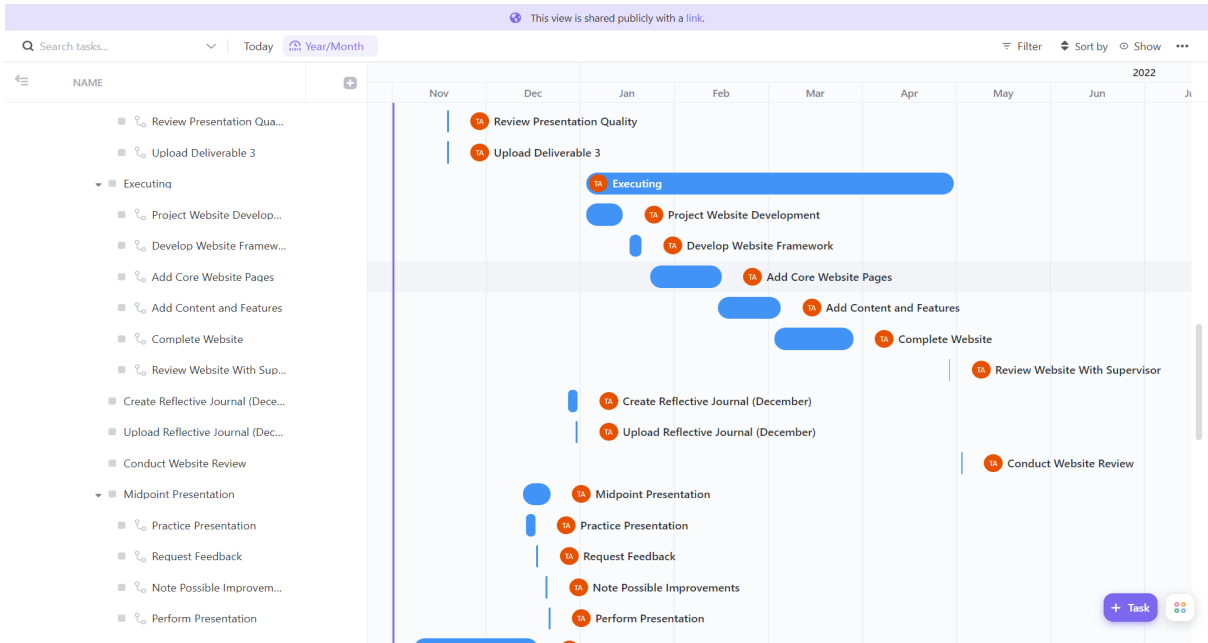 This view is shared publicly with a link.
Search tasks...
Today
Year/Month
Filter
Sort by
Show
NAME
2022
Nov Dec Jan Feb Mar Apr May Jun
Review Presentation Qua... TA Review Presentation Quality
Upload Deliverable 3 TA Upload Deliverable 3
Executing TA Executing
Project Website Develop... TA Project Website Development
Develop Website Framew... TA Develop Website Framework
Add Core Website Pages TA Add Core Website Pages
Add Content and Features TA Add Content and Features
Complete Website TA Complete Website
Review Website With Sup... TA Review Website With Supervisor
Create Reflective Journal (Dece... TA Create Reflective Journal (December)
Upload Reflective Journal (Dec... TA Upload Reflective Journal (December)
Conduct Website Review TA Conduct Website Review
Midpoint Presentation TA Midpoint Presentation
Practice Presentation TA Practice Presentation
Request Feedback TA Request Feedback
Note Possible Improvem... TA Note Possible Improvements
Perform Presentation TA Perform Presentation
+ Task